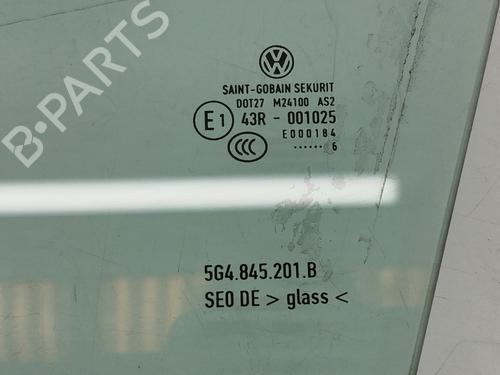 B-PARTS
SAINT-GOBAIN SEKURIT
DOT27 M24100 AS2
E1 43R - 001025
E000184
CCC
...... 6
5G4.845.201.B
SEO DE > glass <